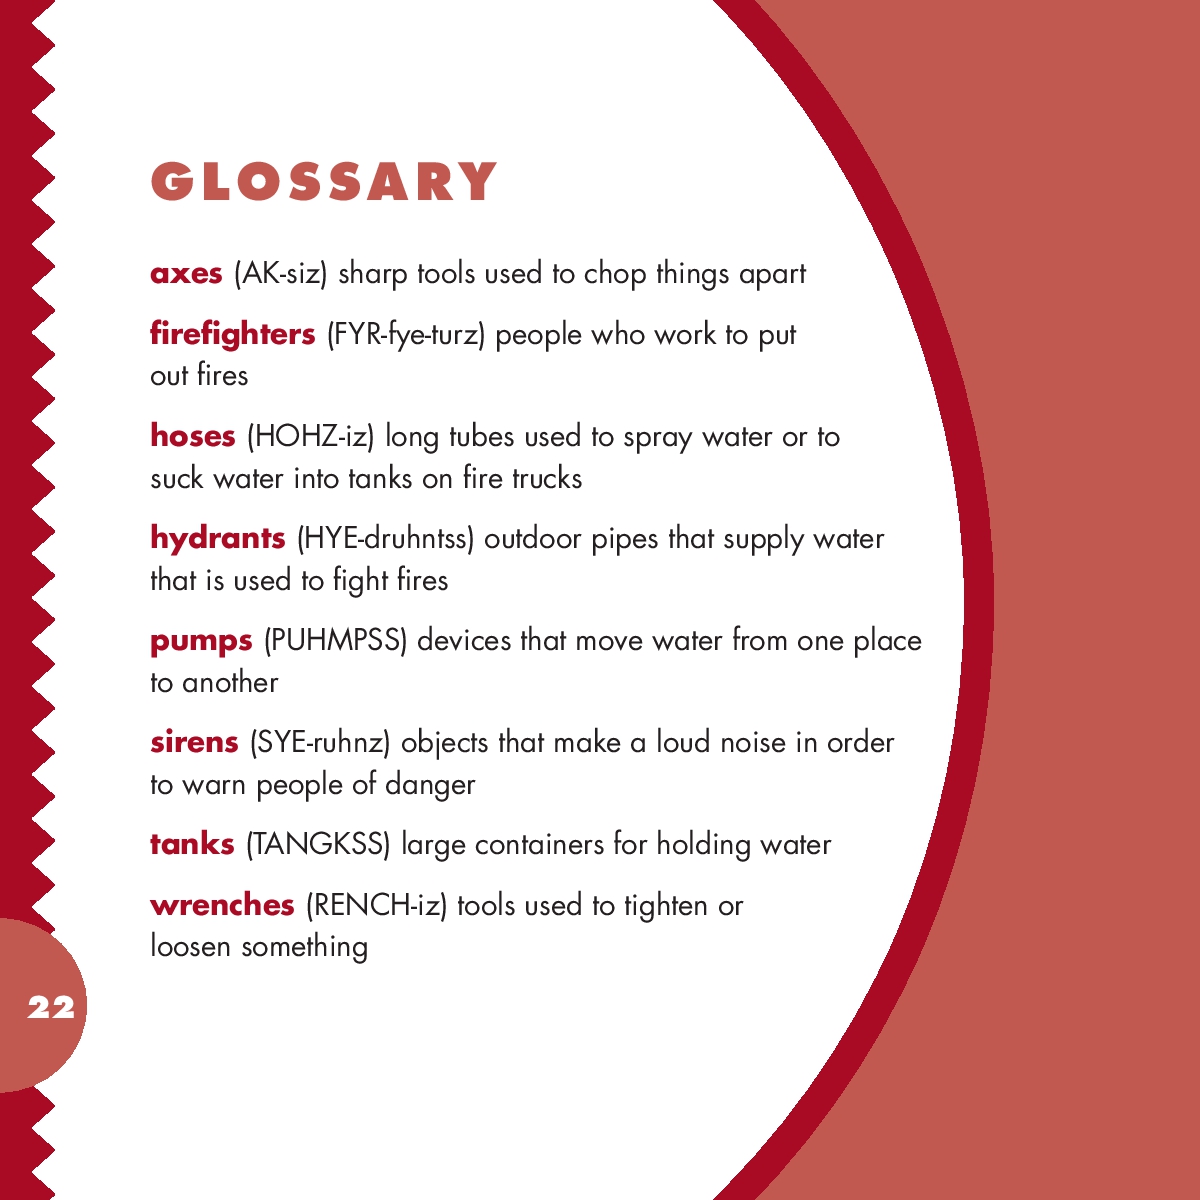 GLOSSARY
axes (AK-siz) sharp tools used to chop things apart
firefighters (FYR-fye-turz) people who work to put
out fires
hoses (HOHZ-iz) long tubes used to spray water or to
suck water into tanks on fire trucks
hydrants (HYE-druhntss) outdoor pipes that supply water
that is used to fight fires
pumps (PUHMPSS) devices that move water from one place
to another
sirens (SYE-ruhnz) objects that make a loud noise in order
to warn people of danger
tanks (TANGKSS) large containers for holding water
wrenches (RENCH-iz) tools used to tighten or
loosen something
22